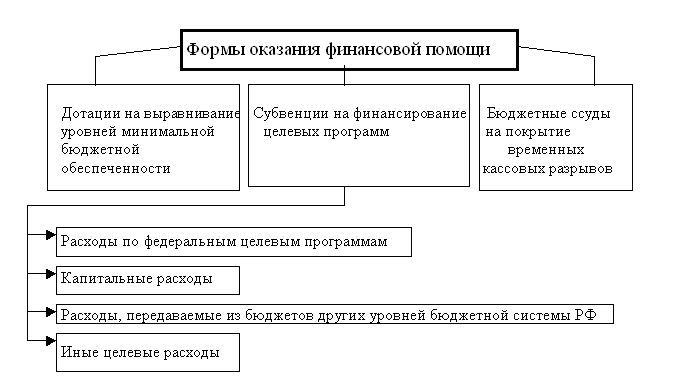 Формы оказания финансовой помощи
Дотации на выравнивание
уровней минимальной
бюджетной
обеспеченности
Субвенции на финансирование
целевых программ
Бюджетные ссуды
на покрытие
временных
кассовых разрывов
Расходы по федеральным целевым программам
Капитальные расходы
Расходы, передаваемые из бюджетов других уровней бюджетной системы РФ
Иные целевые расходы